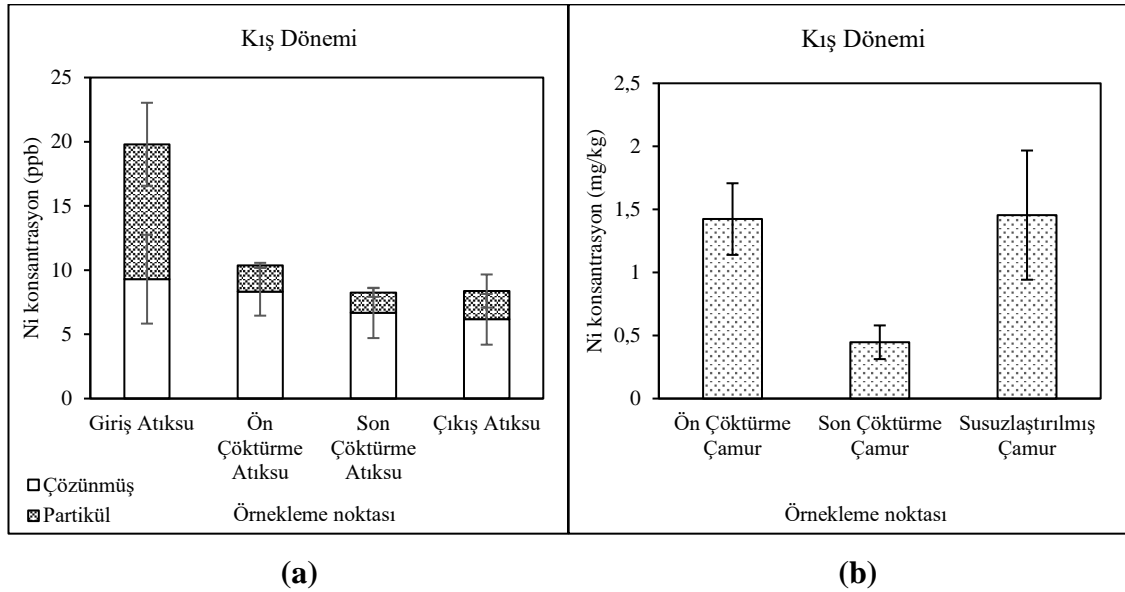 Kış Dönemi
Ni konsantrasyon (ppb)
25
20
15
10
5
0
Giriş Atıksu
Ön
Çöktürme
Atıksu
Son
Çöktürme
Atıksu
Çıkış Atıksu
Çözünmüş
Partikül
Örnekleme noktası
(a)
Kış Dönemi
Ni konsantrasyon (mg/kg)
2,5
2
1,5
1
0,5
0
Ön Çöktürme
Çamur
Son Çöktürme
Çamur
Susuzlaştırılmış
Çamur
Örnekleme noktası
(b)